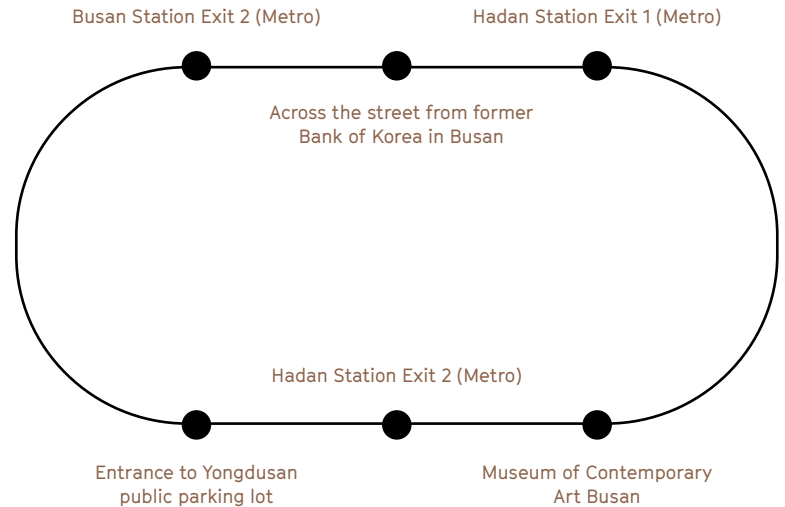 Busan Station Exit 2 (Metro)
Hadan Station Exit 1 (Metro)
Across the street from former
Bank of Korea in Busan
Hadan Station Exit 2 (Metro)
Entrance to Yongdusan
public parking lot
Museum of Contemporary
Art Busan